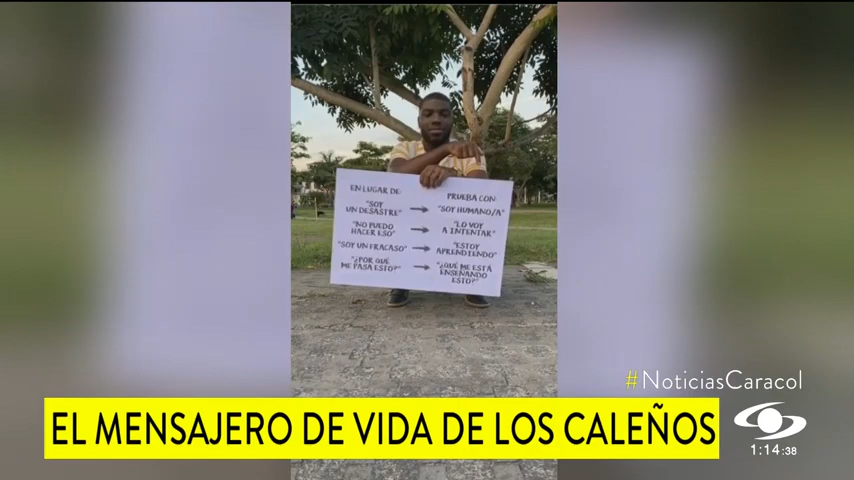 EN LUGAR DE:
"SOY
UN DESASTRE"
"NO PUEDO
HACER ESO"
"SOY UN FRACASO"
"¿POR QUÉ
ME PASA ESTO?"
PRUEBA CON:
"SOY HUMANO/A"
"LO VOY
A INTENTAR"
"ESTOY
APRENDIENDO"
"¿QUÉ ME ESTÁ
ENSEÑANDO
ESTO?"
#NoticiasCaracol
EL MENSAJERO DE VIDA DE LOS CALEÑOS
1:14:38